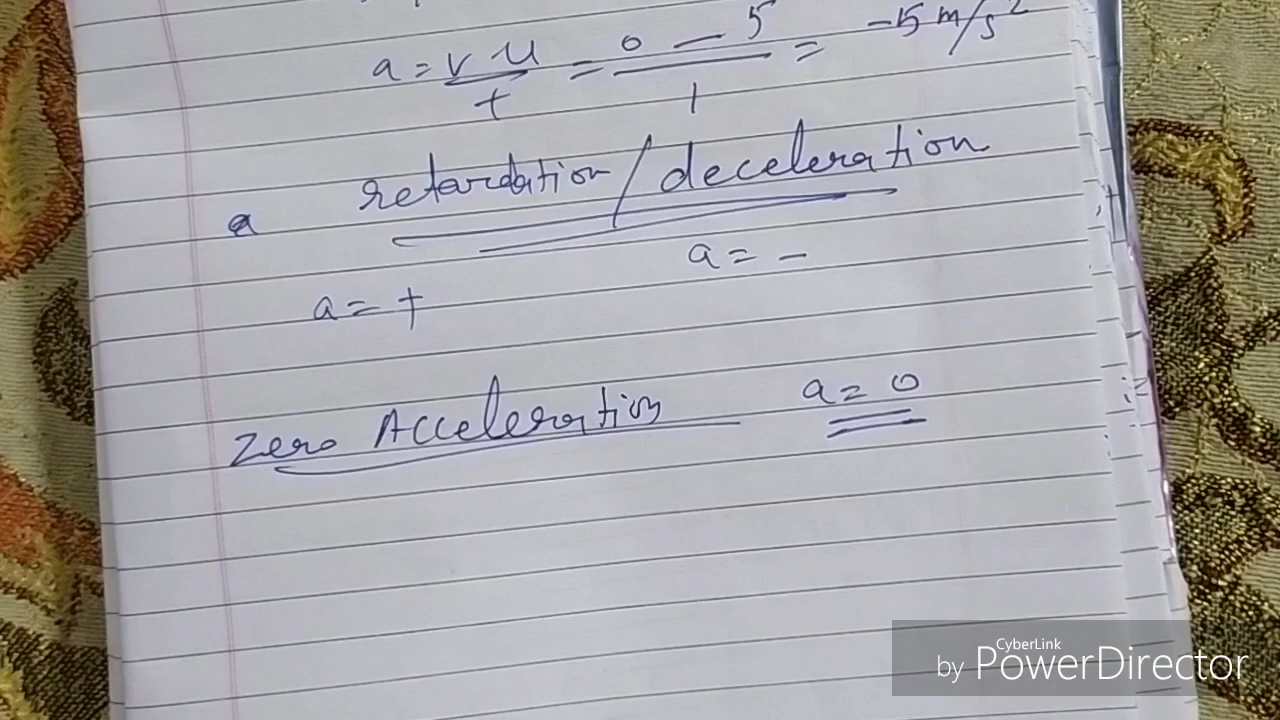 a = v u / t = 0 – 5 / 1 = –5 m/s²
retardation / deceleration
a
a = –
a = +
Zero Acceleration a = 0
CyberLink
by PowerDirector